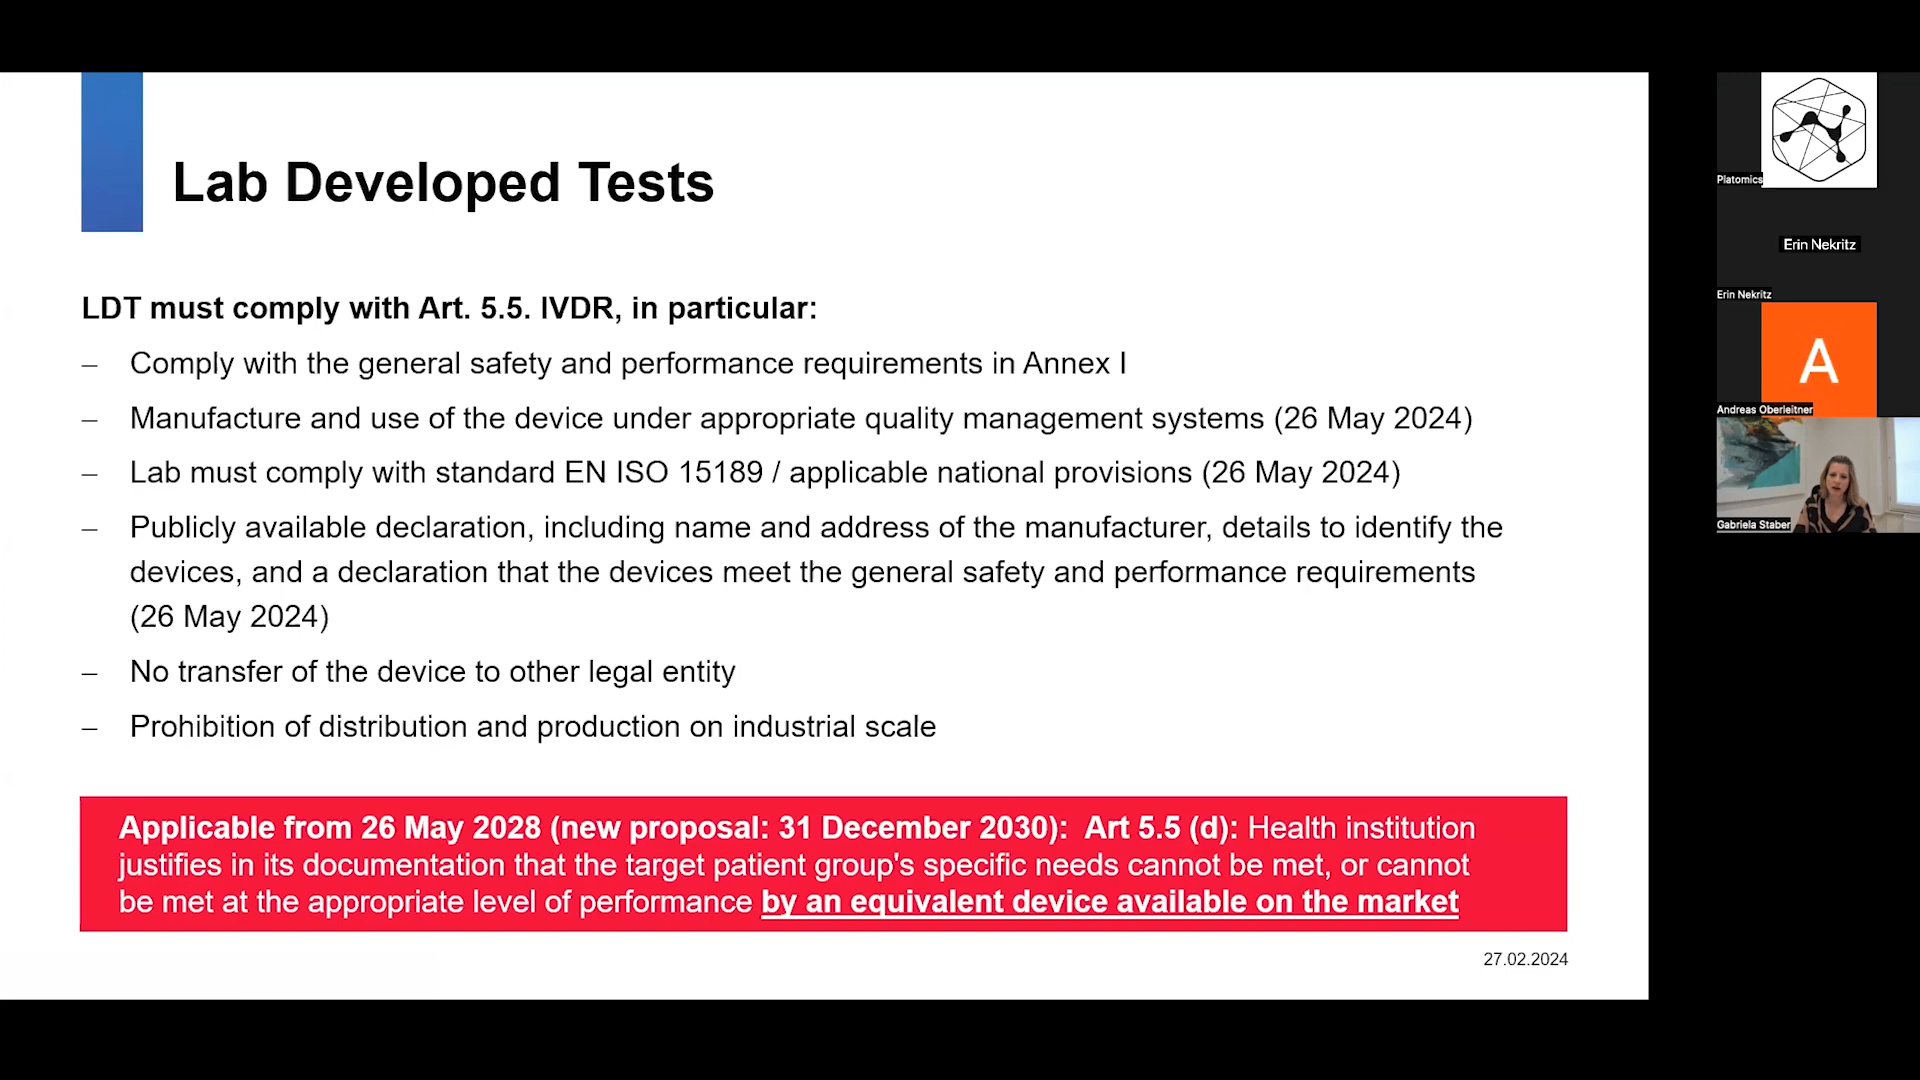 Lab Developed Tests
LDT must comply with Art. 5.5. IVDR, in particular:
– Comply with the general safety and performance requirements in Annex I
– Manufacture and use of the device under appropriate quality management systems (26 May 2024)
– Lab must comply with standard EN ISO 15189 / applicable national provisions (26 May 2024)
– Publicly available declaration, including name and address of the manufacturer, details to identify the
devices, and a declaration that the devices meet the general safety and performance requirements
(26 May 2024)
– No transfer of the device to other legal entity
– Prohibition of distribution and production on industrial scale
Applicable from 26 May 2028 (new proposal: 31 December 2030): Art 5.5 (d): Health institution
justifies in its documentation that the target patient group's specific needs cannot be met, or cannot
be met at the appropriate level of performance by an equivalent device available on the market
27.02.2024
Platomics
Erin Nekritz
Erin Nekritz
A
Andreas Oberleitner
Gabriela Staber